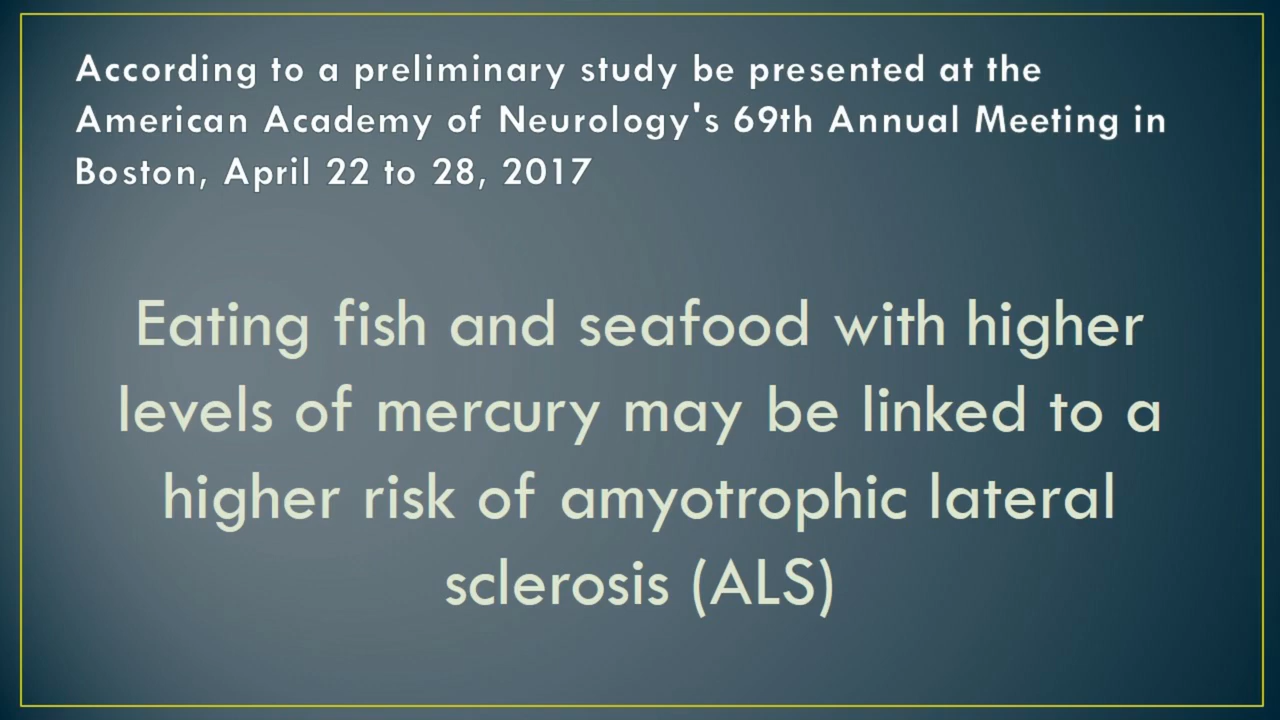 According to a preliminary study be presented at the
American Academy of Neurology's 69th Annual Meeting in
Boston, April 22 to 28, 2017
Eating fish and seafood with higher
levels of mercury may be linked to a
higher risk of amyotrophic lateral
sclerosis (ALS)